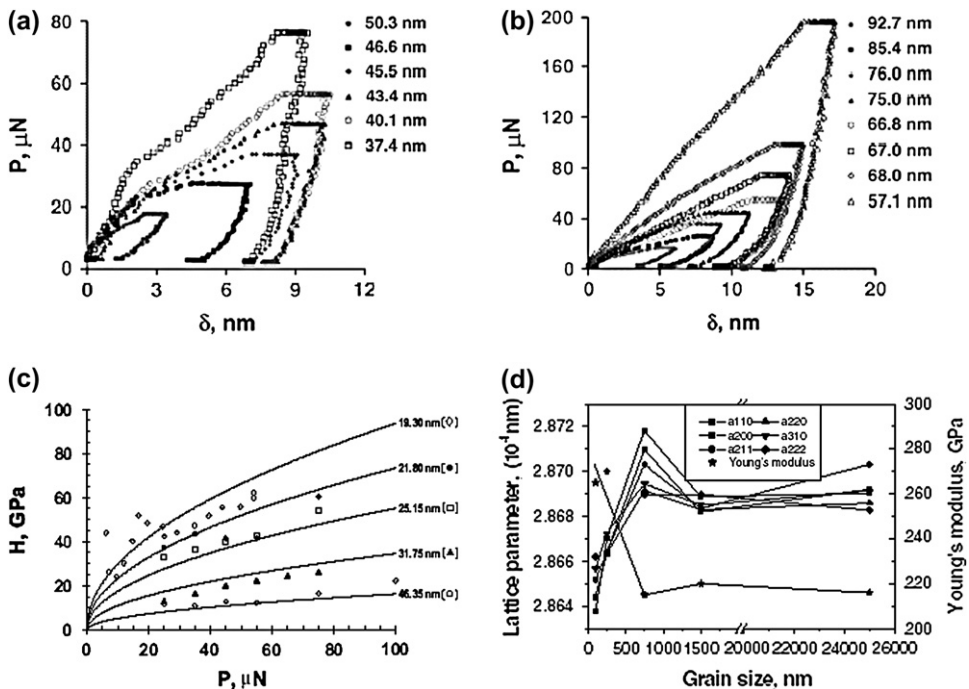 (a)
80
60
40
20
0
P, μN
0 3 6 9 12
δ, nm
50.3 nm
46.6 nm
45.5 nm
43.4 nm
40.1 nm
37.4 nm
(b)
200
160
120
80
40
0
P, μN
0 5 10 15 20
δ, nm
92.7 nm
85.4 nm
76.0 nm
75.0 nm
66.8 nm
67.0 nm
68.0 nm
57.1 nm
(c)
100
90
80
70
60
50
40
30
20
10
0
H, GPa
0 20 40 60 80 100
P, μN
19.30 nm[◇]
21.80 nm[●]
25.15 nm[□]
31.75 nm[▲]
46.35 nm[○]
(d)
2.872
2.870
2.868
2.866
2.864
Lattice parameter, (10⁻¹nm)
a110 a220
a200 a310
a211 a222
Young's modulus
300
280
260
240
220
200
Young's modulus, GPa
0 500 1000 1500 20000 22000 24000 26000
Grain size, nm